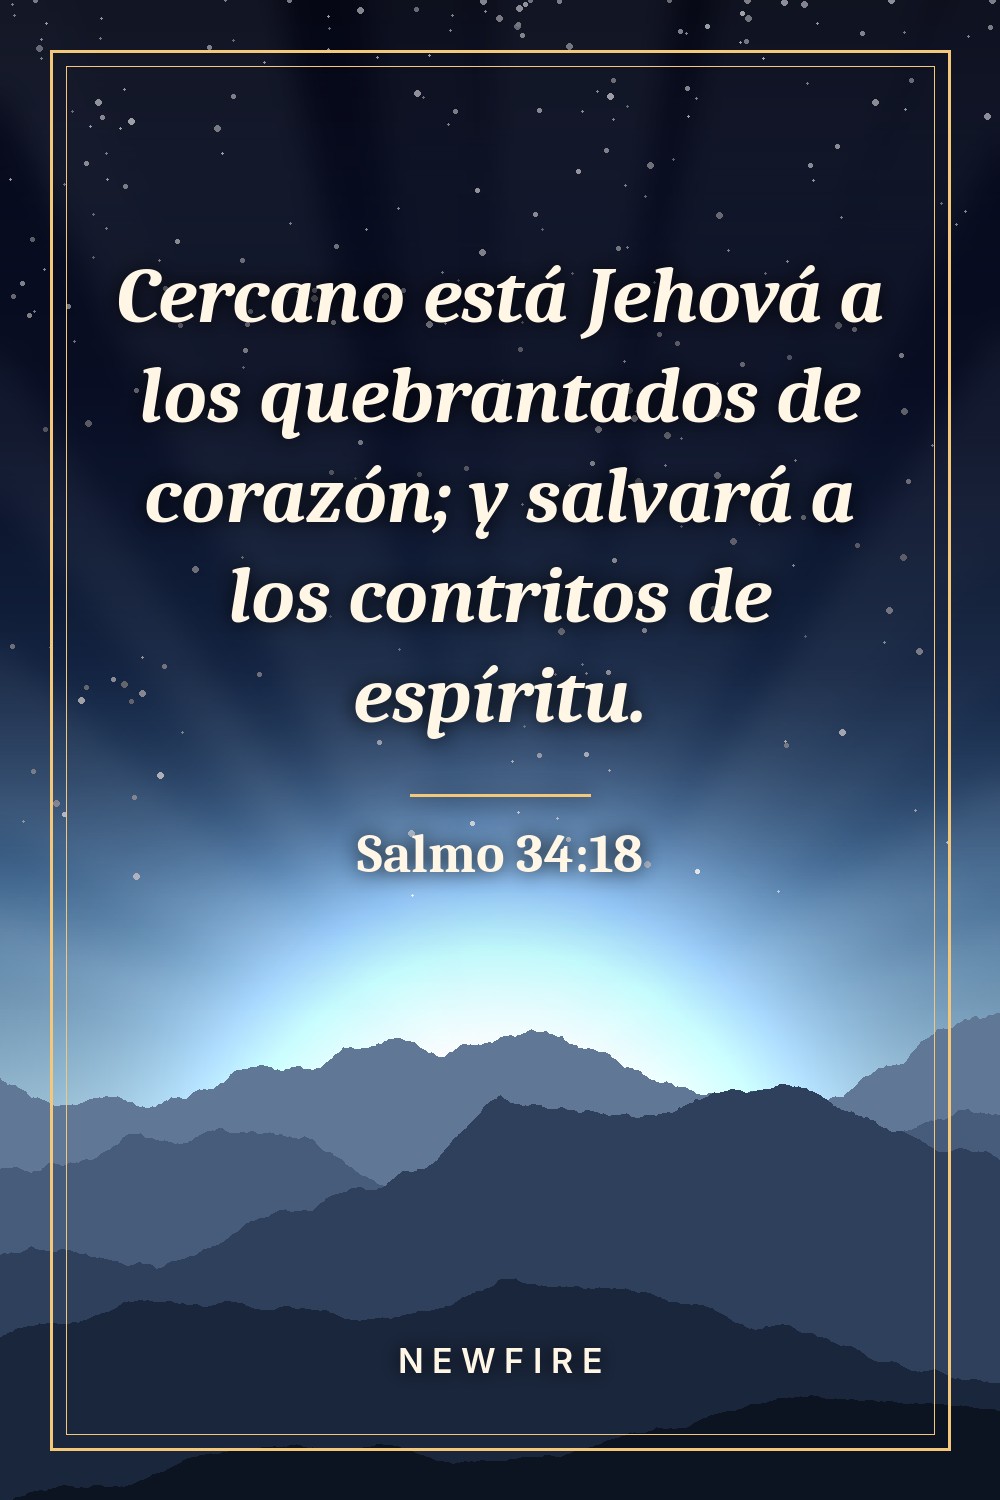 Cercano está Jehová a
los quebrantados de
corazón; y salvará a
los contritos de
espíritu.
Salmo 34:18
NEWFIRE